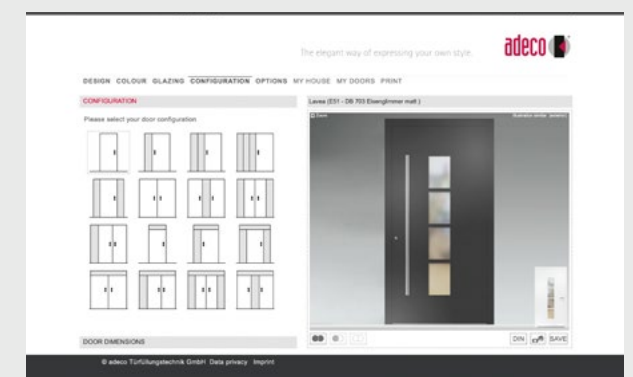 adeco
The elegant way of expressing your own style.
DESIGN COLOUR GLAZING CONFIGURATION OPTIONS MY HOUSE MY DOORS PRINT
CONFIGURATION
Lavea (E51 - DB 703 Eisenglimmer matt )
Please select your door configuration
Zoom
DOOR DIMENSIONS
DIN
SAVE
© adeco Türfüllungstechnik GmbH Data privacy Imprint